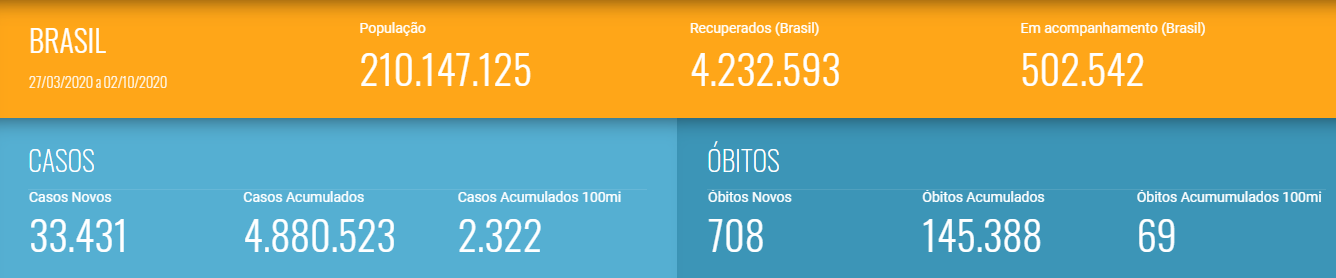 BRASIL
27/03/2020 a 02/10/2020
População
210.147.125
Recuperados (Brasil)
4.232.593
Em acompanhamento (Brasil)
502.542
CASOS
Casos Novos
33.431
Casos Acumulados
4.880.523
Casos Acumulados 100mi
2.322
ÓBITOS
Óbitos Novos
708
Óbitos Acumulados
145.388
Óbitos Acumumulados 100mi
69